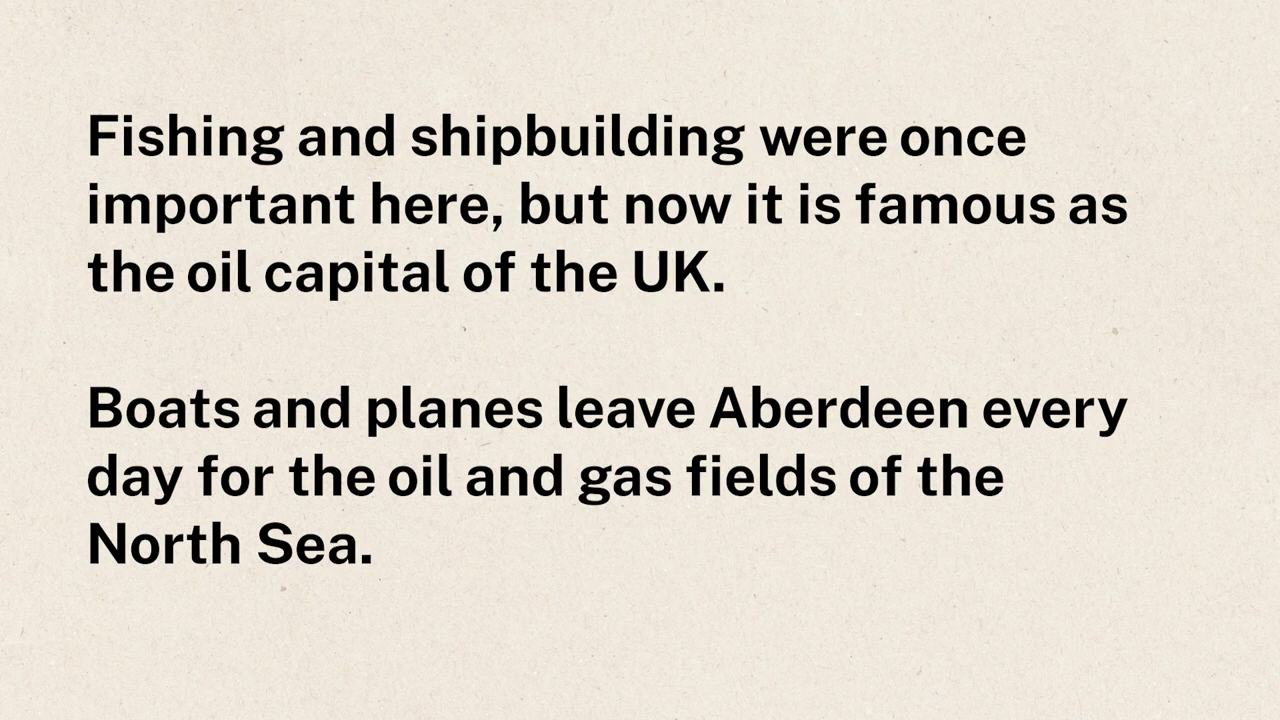 Fishing and shipbuilding were once
important here, but now it is famous as
the oil capital of the UK.
Boats and planes leave Aberdeen every
day for the oil and gas fields of the
North Sea.